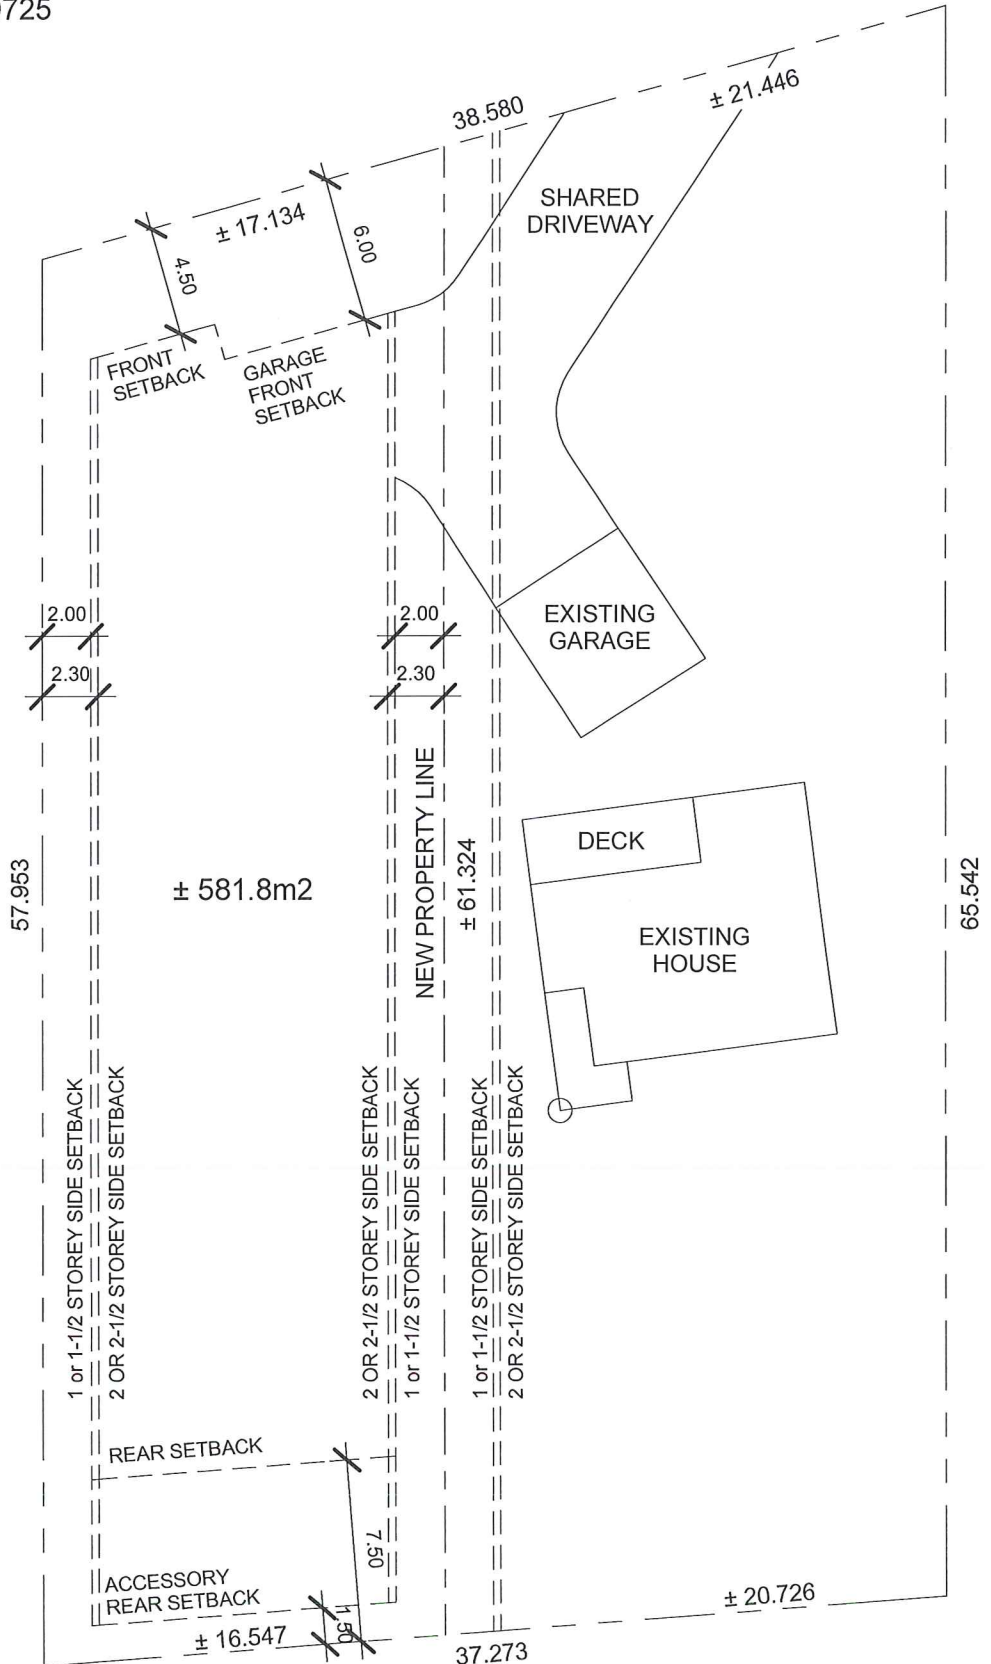 38.580
± 21.446
± 17.134
SHARED
DRIVEWAY
6.00
4.50
FRONT
SETBACK
GARAGE
FRONT
SETBACK
2.00
2.00
EXISTING
GARAGE
2.30
2.30
NEW PROPERTY LINE
± 61.324
DECK
57.953
± 581.8m2
65.542
EXISTING
HOUSE
1 or 1-1/2 STOREY SIDE SETBACK
2 OR 2-1/2 STOREY SIDE SETBACK
2 OR 2-1/2 STOREY SIDE SETBACK
1 or 1-1/2 STOREY SIDE SETBACK
1 or 1-1/2 STOREY SIDE SETBACK
2 OR 2-1/2 STOREY SIDE SETBACK
REAR SETBACK
7.50
ACCESSORY
REAR SETBACK
1.50
± 20.726
± 16.547
37.273